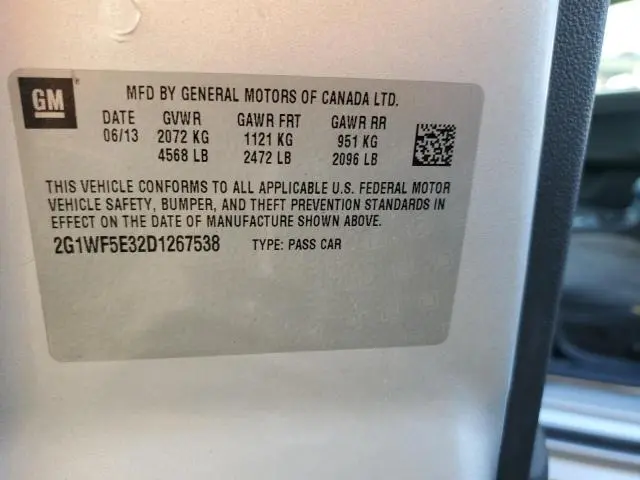 GM ®
MFD BY GENERAL MOTORS OF CANADA LTD.
DATE GVWR GAWR FRT GAWR RR
06/13 2072 KG 1121 KG 951 KG
4568 LB 2472 LB 2096 LB
THIS VEHICLE CONFORMS TO ALL APPLICABLE U.S. FEDERAL MOTOR
VEHICLE SAFETY, BUMPER, AND THEFT PREVENTION STANDARDS IN
EFFECT ON THE DATE OF MANUFACTURE SHOWN ABOVE.
2G1WF5E32D1267538 TYPE: PASS CAR